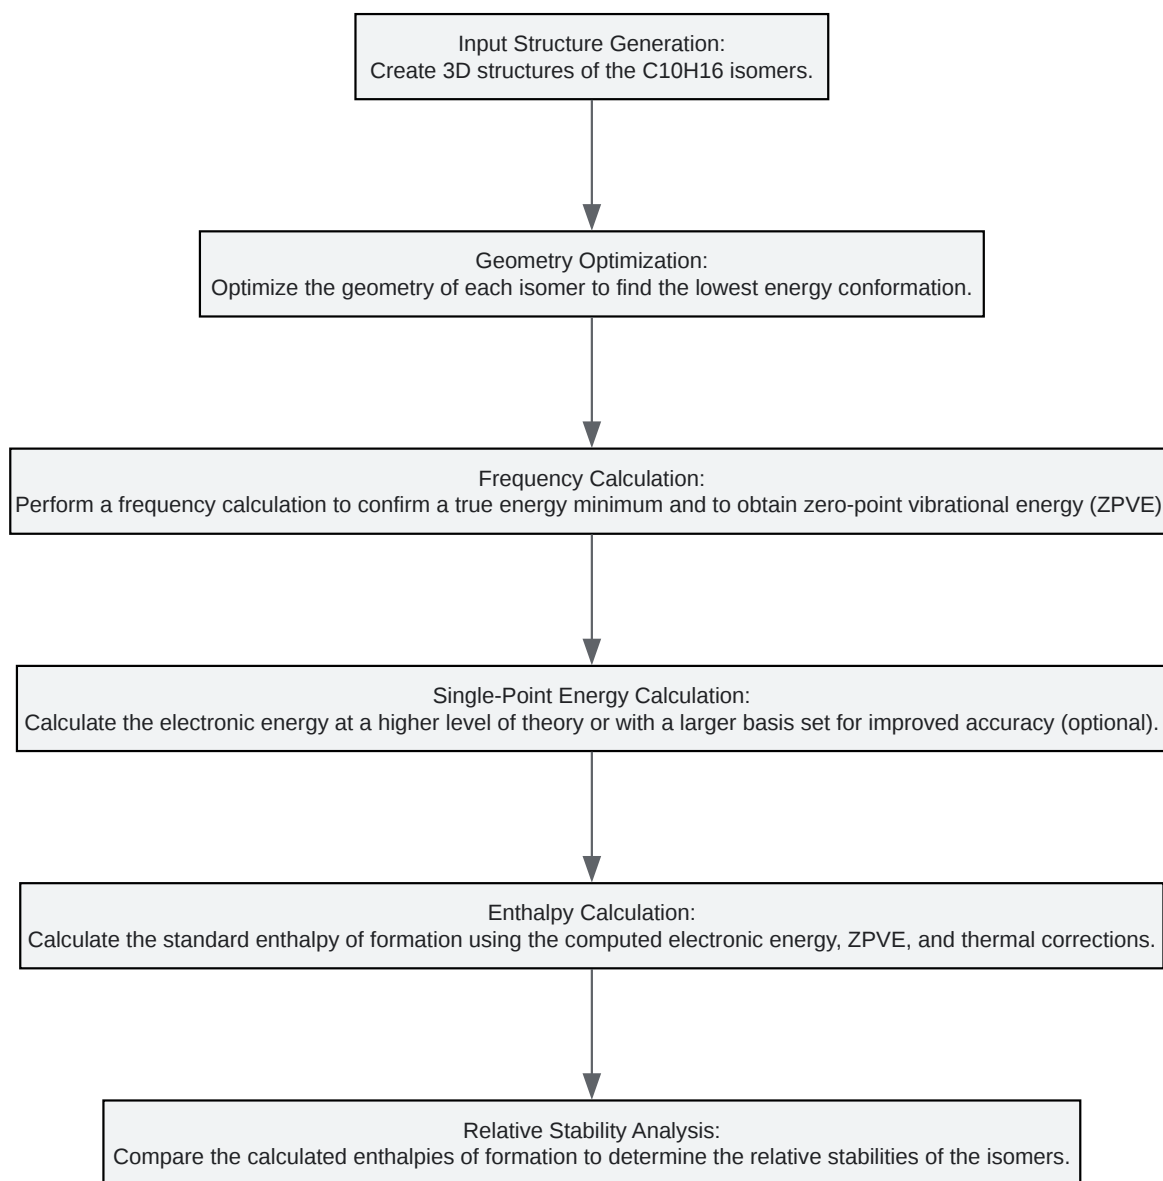 Input Structure Generation:
Create 3D structures of the C10H16 isomers.
Geometry Optimization:
Optimize the geometry of each isomer to find the lowest energy conformation.
Frequency Calculation:
Perform a frequency calculation to confirm a true energy minimum and to obtain zero-point vibrational energy (ZPVE)
Single-Point Energy Calculation:
Calculate the electronic energy at a higher level of theory or with a larger basis set for improved accuracy (optional).
Enthalpy Calculation:
Calculate the standard enthalpy of formation using the computed electronic energy, ZPVE, and thermal corrections.
Relative Stability Analysis:
Compare the calculated enthalpies of formation to determine the relative stabilities of the isomers.